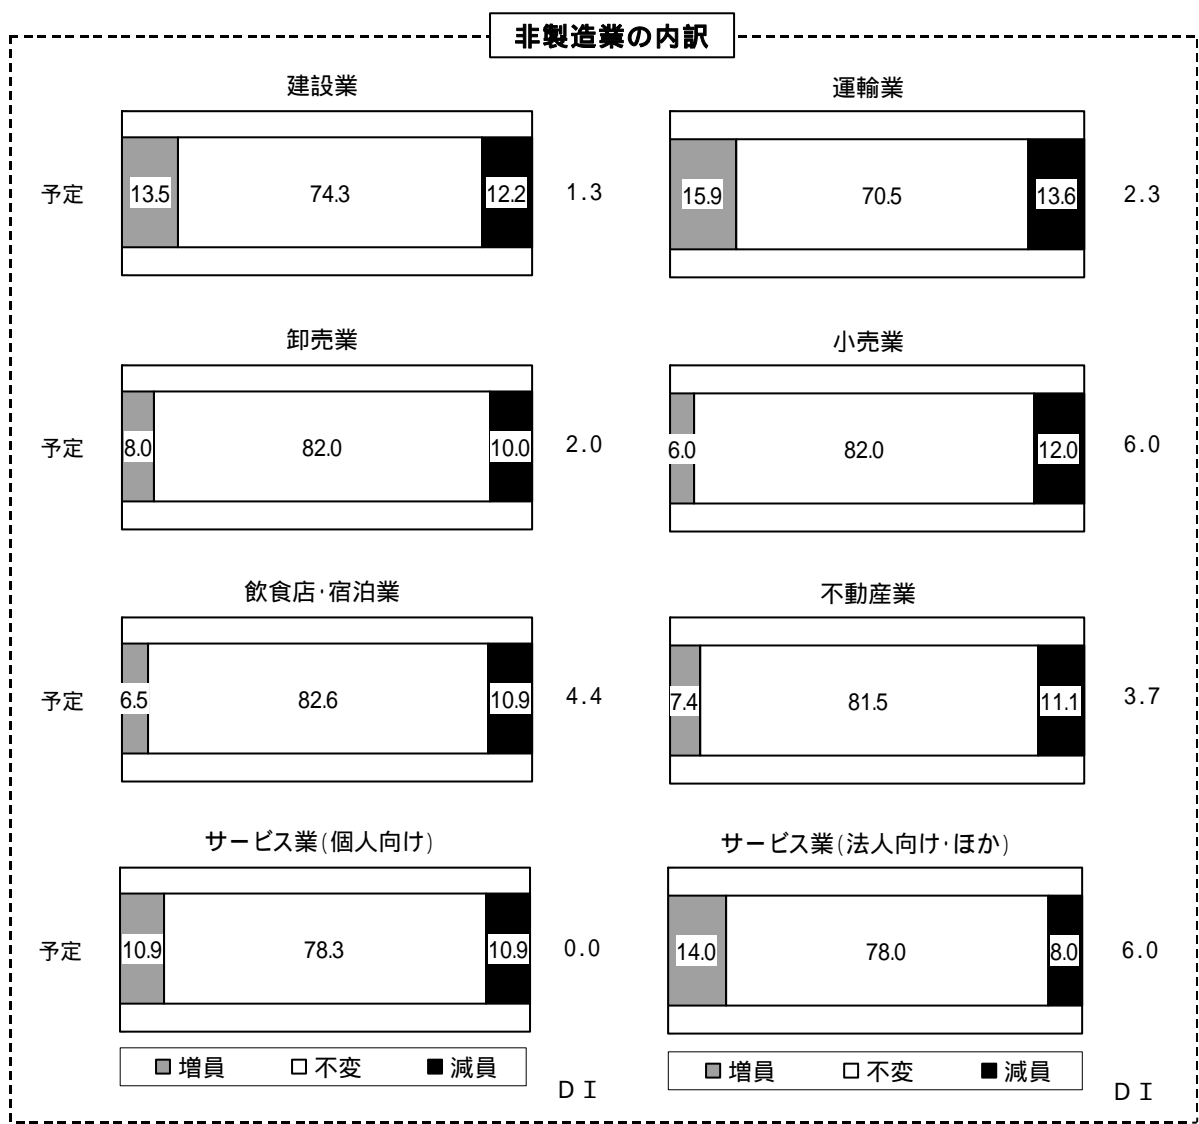 非製造業の内訳
建設業
予定 13.5 74.3 12.2 1.3
運輸業
15.9 70.5 13.6 2.3
卸売業
予定 8.0 82.0 10.0 2.0
小売業
6.0 82.0 12.0 6.0
飲食店・宿泊業
予定 6.5 82.6 10.9 4.4
不動産業
7.4 81.5 11.1 3.7
サービス業(個人向け)
予定 10.9 78.3 10.9 0.0
サービス業(法人向け・ほか)
14.0 78.0 8.0 6.0
増員 不変 減員
ＤＩ
増員 不変 減員
ＤＩ